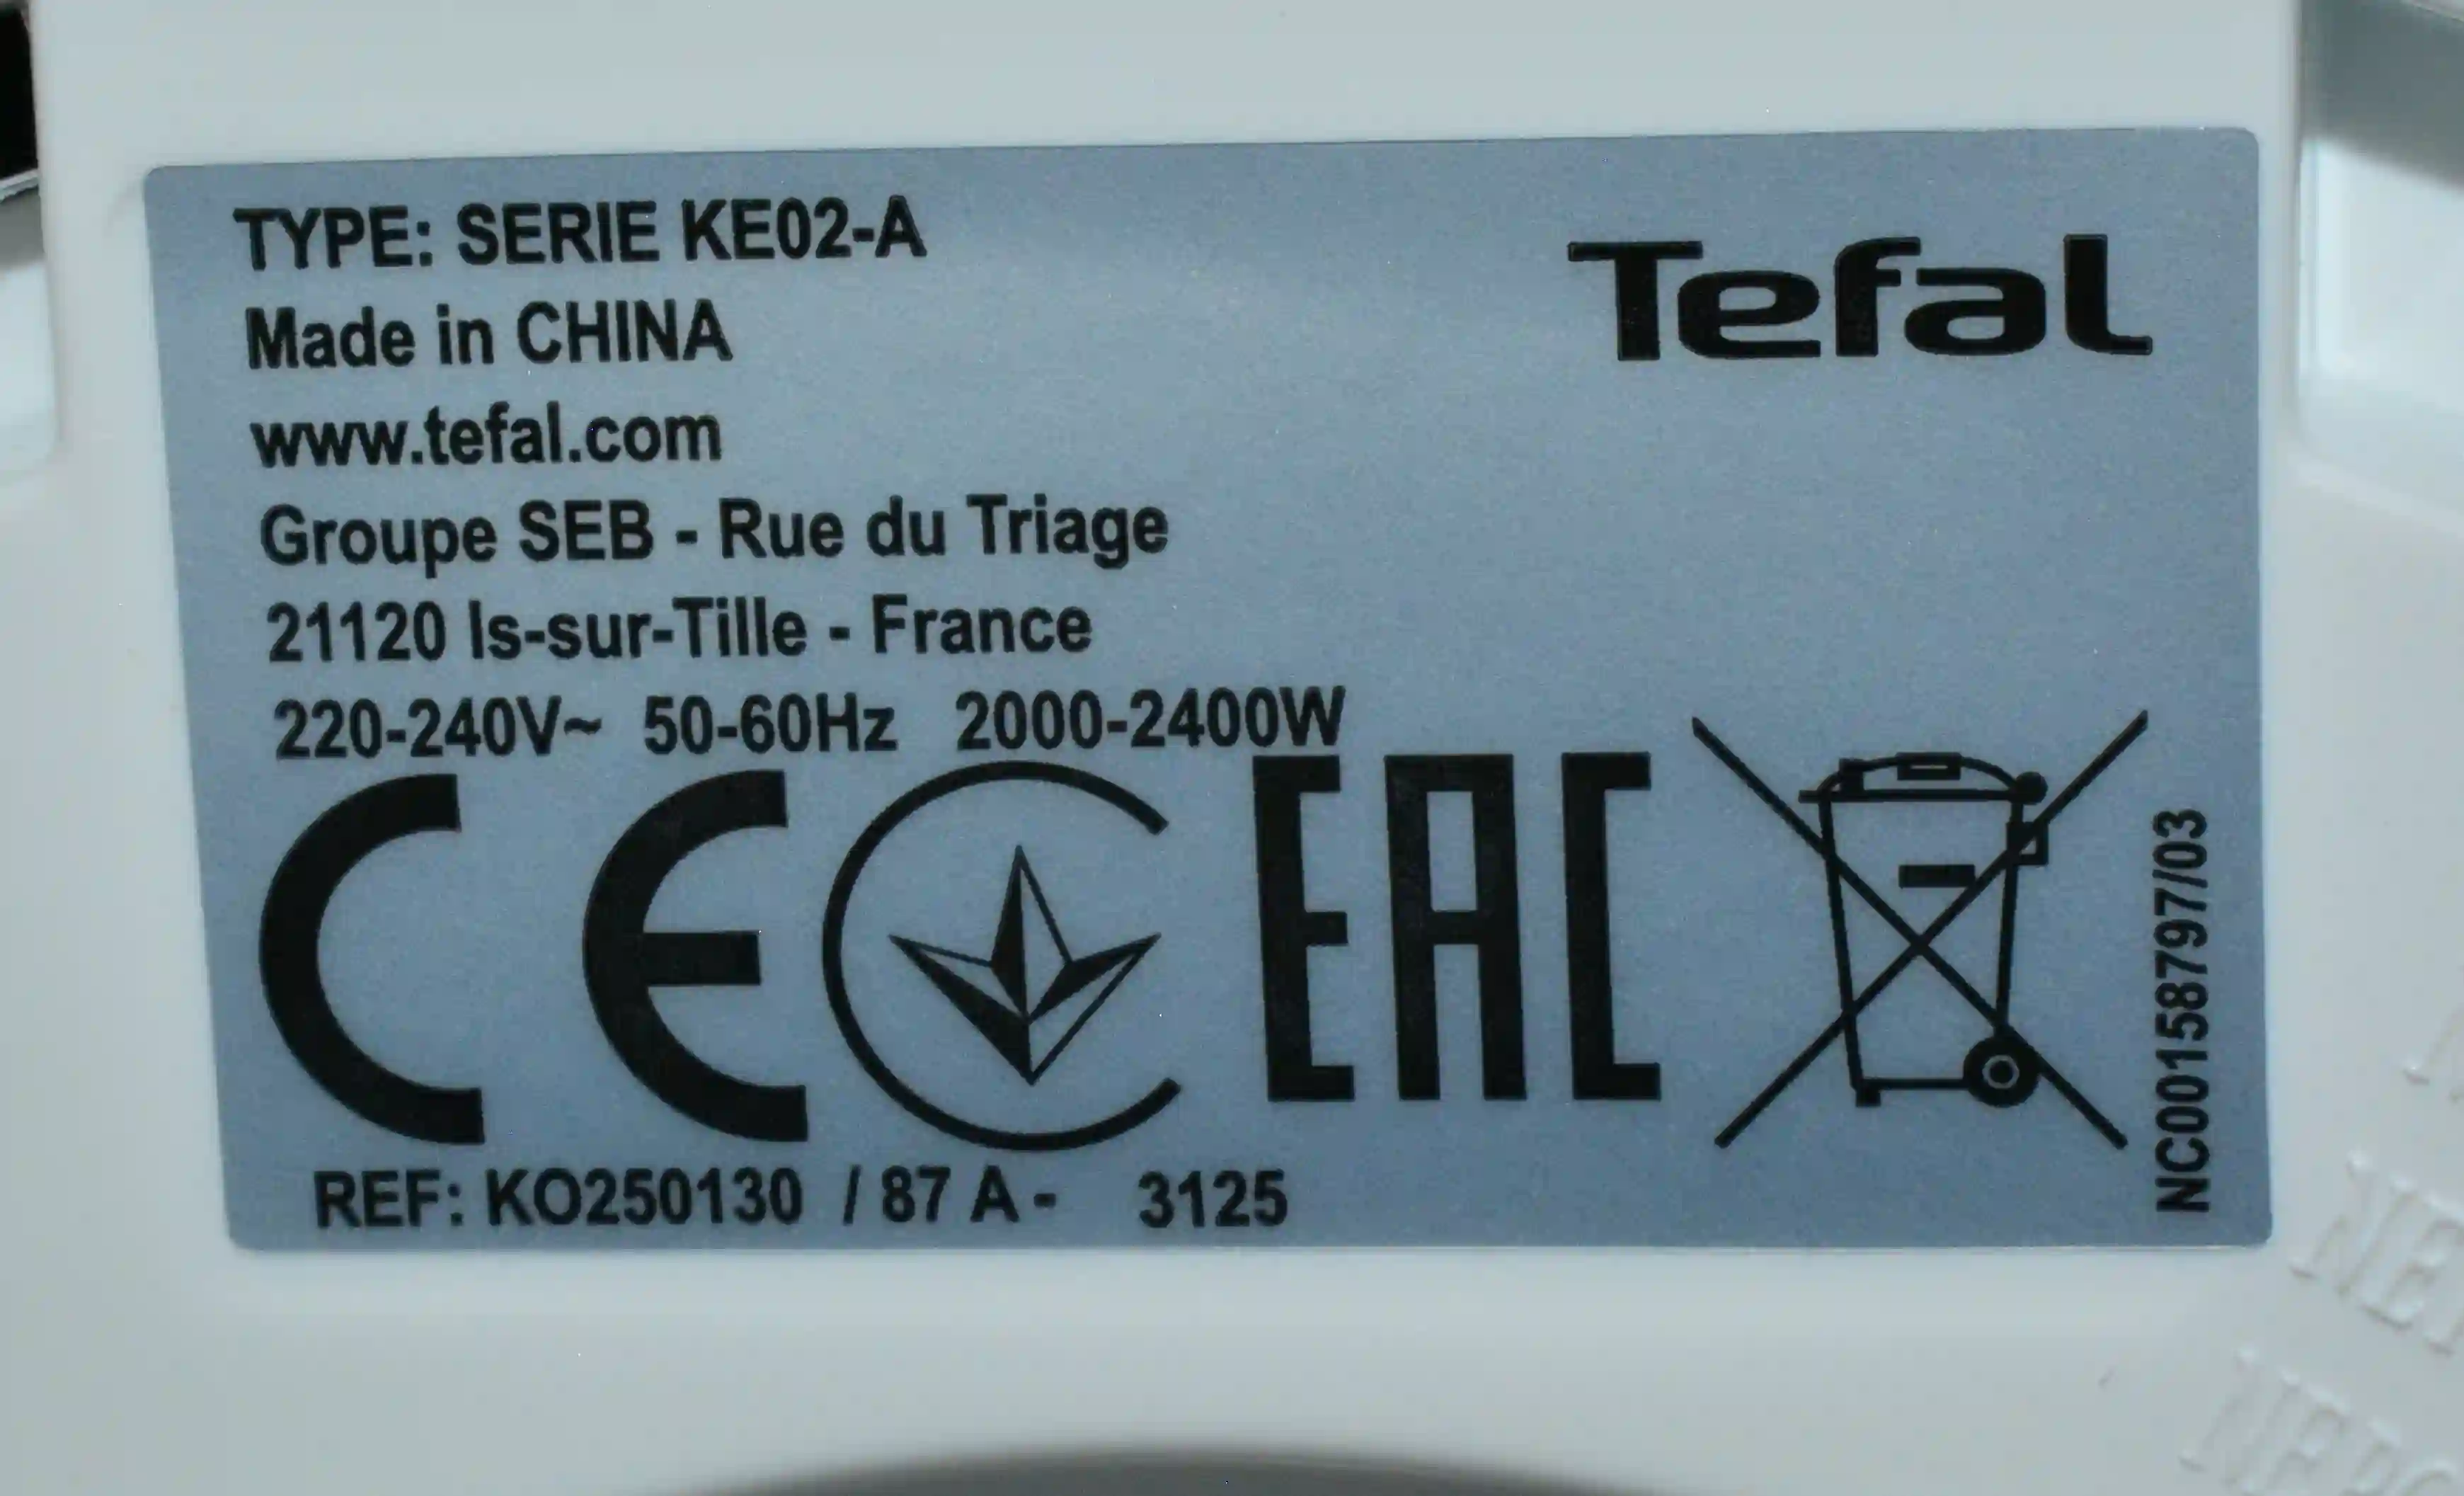 TYPE: SERIE KE02-A
Tefal
Made in CHINA
www.tefal.com
Groupe SEB - Rue du Triage
21120 Is-sur-Tille - France
220-240V~ 50-60Hz 2000-2400W
CE EAC
NC00158797/03
REF: KO250130 / 87 A - 3125